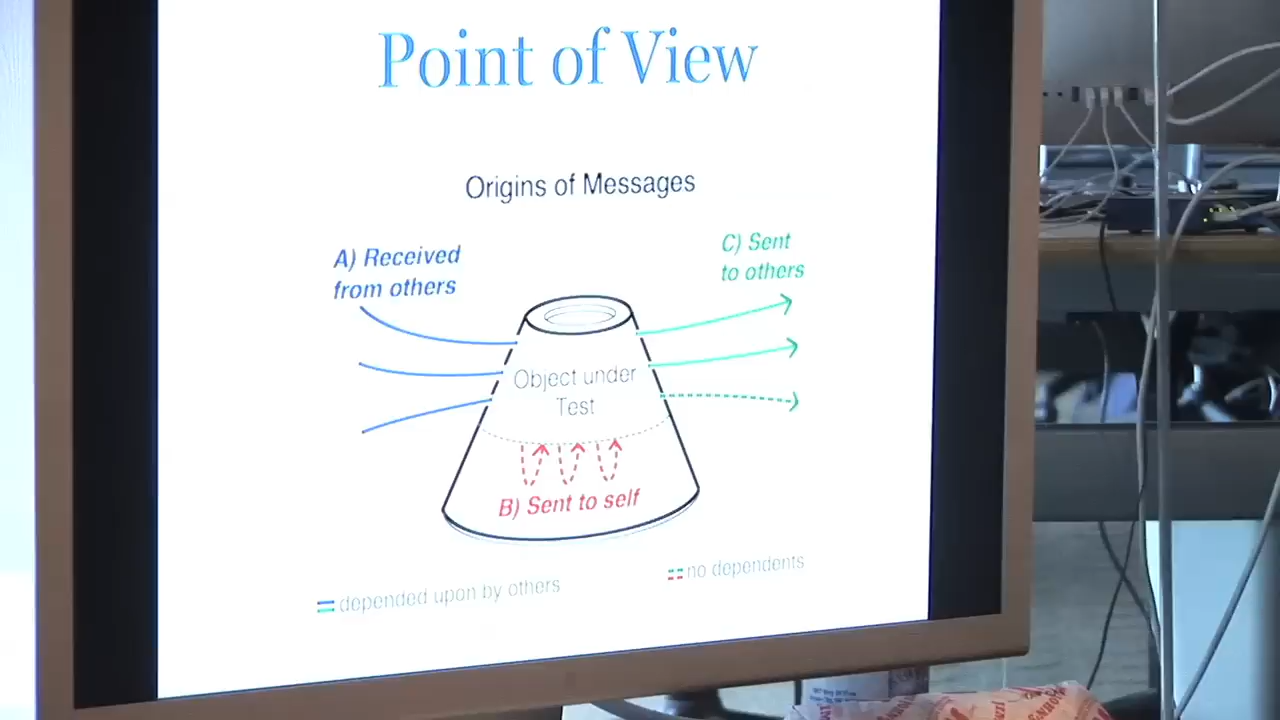 Point of View
Origins of Messages
A) Received
from others
C) Sent
to others
Object under
Test
B) Sent to self
depended upon by others
no dependents